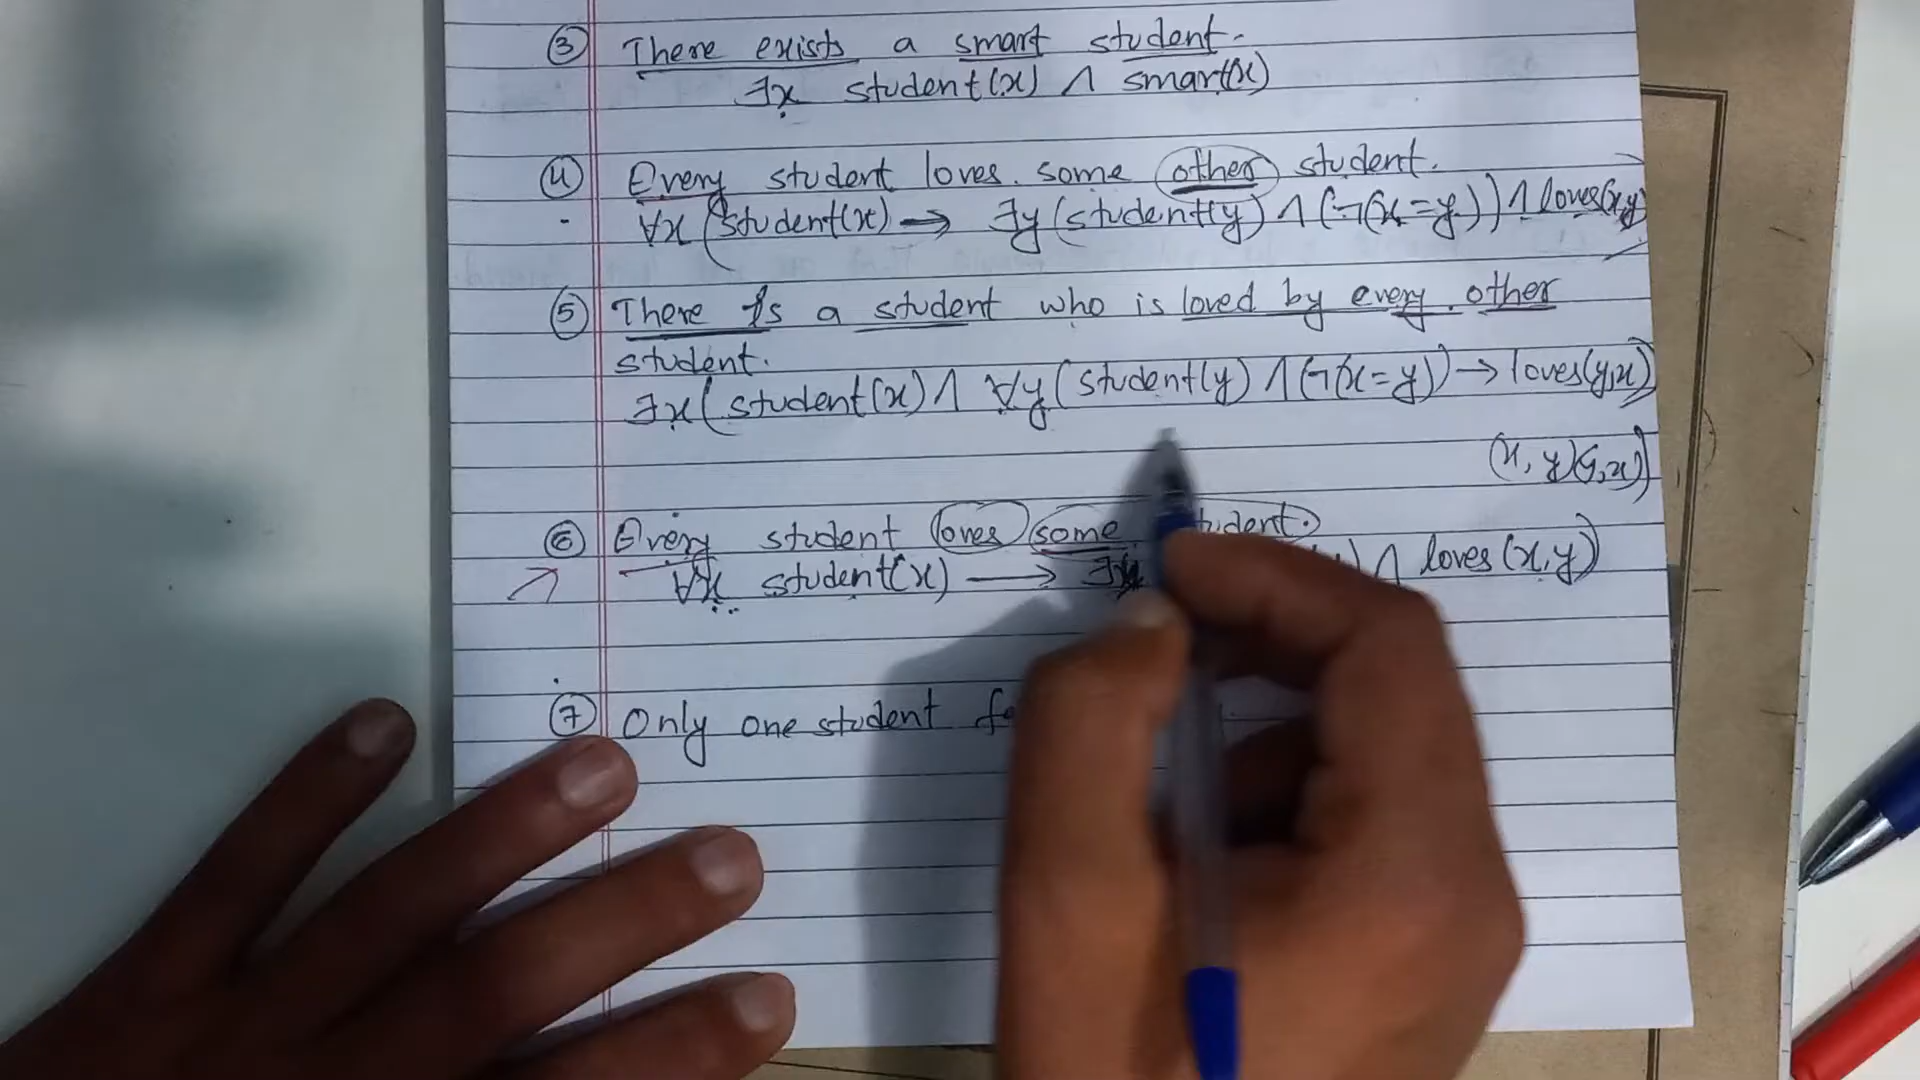 ③ There exists a smart student.
∃x student(x) ∧ smart(x)
④ Every student loves some other student.
∀x (student(x) → ∃y (student(y) ∧ (¬(x=y)) ∧ loves(x,y)
⑤ There is a student who is loved by every other
student.
∃x (student(x) ∧ ∀y (student(y) ∧ (¬(x=y)) → loves(y,x)
(x, y)(y,x)
⑥ Every student loves some
∀x student(x) → ∃ ∧ loves(x,y)
⑦ Only one student